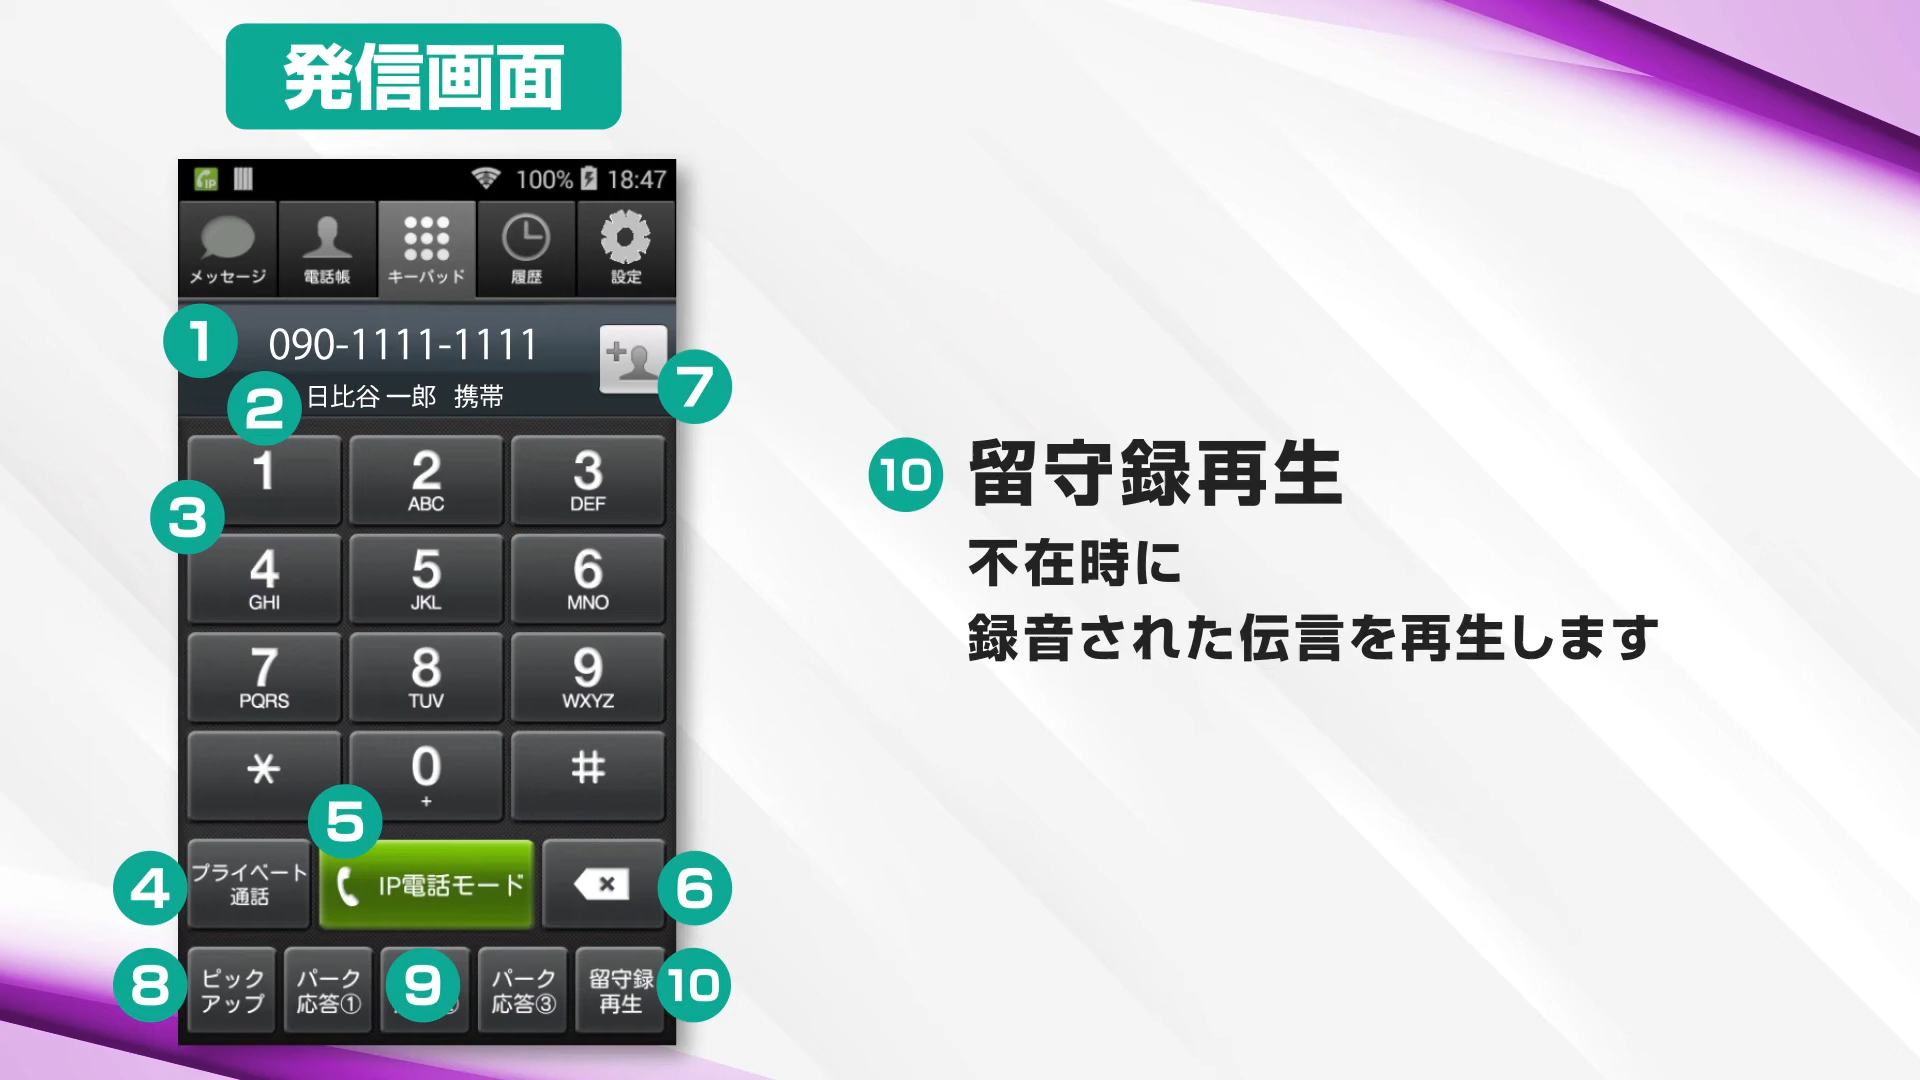 発信画面
100% 18:47
メッセージ 電話帳 キーパッド 履歴 設定
1 090-1111-1111
7
2 日比谷 一郎 携帯
1
2
ABC
3
DEF
3
4
GHI
5
JKL
6
MNO
7
PQRS
8
TUV
9
WXYZ
*
0
+
#
5
4
プライベート
通話
IP電話モード
6
8
ピック
アップ
パーク
応答①
9
パーク
応答③
留守録
再生
10
10 留守録再生
不在時に
録音された伝言を再生します